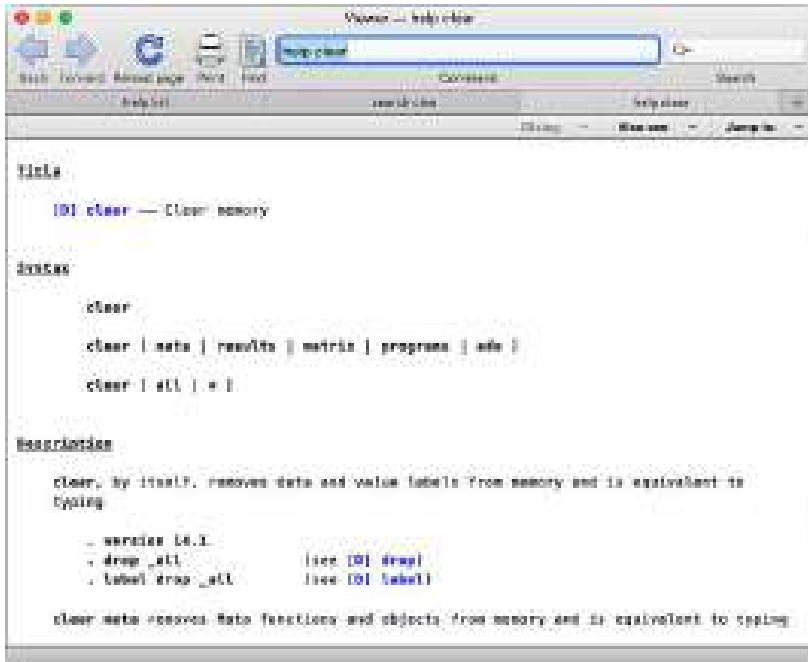 Viewer — help clear
Back Forward Reload page Print Find
help clear
Command Search
help clear
Dialog Also see Jump to
Title
[D] clear — Clear memory
Syntax
clear
clear [ mata | results | matrix | programs | ado ]
clear [ all | * ]
Description
clear, by itself, removes data and value labels from memory and is equivalent to
typing
. version 14.1
. drop _all (see [D] drop)
. label drop _all (see [D] label)
clear mata removes Mata functions and objects from memory and is equivalent to typing